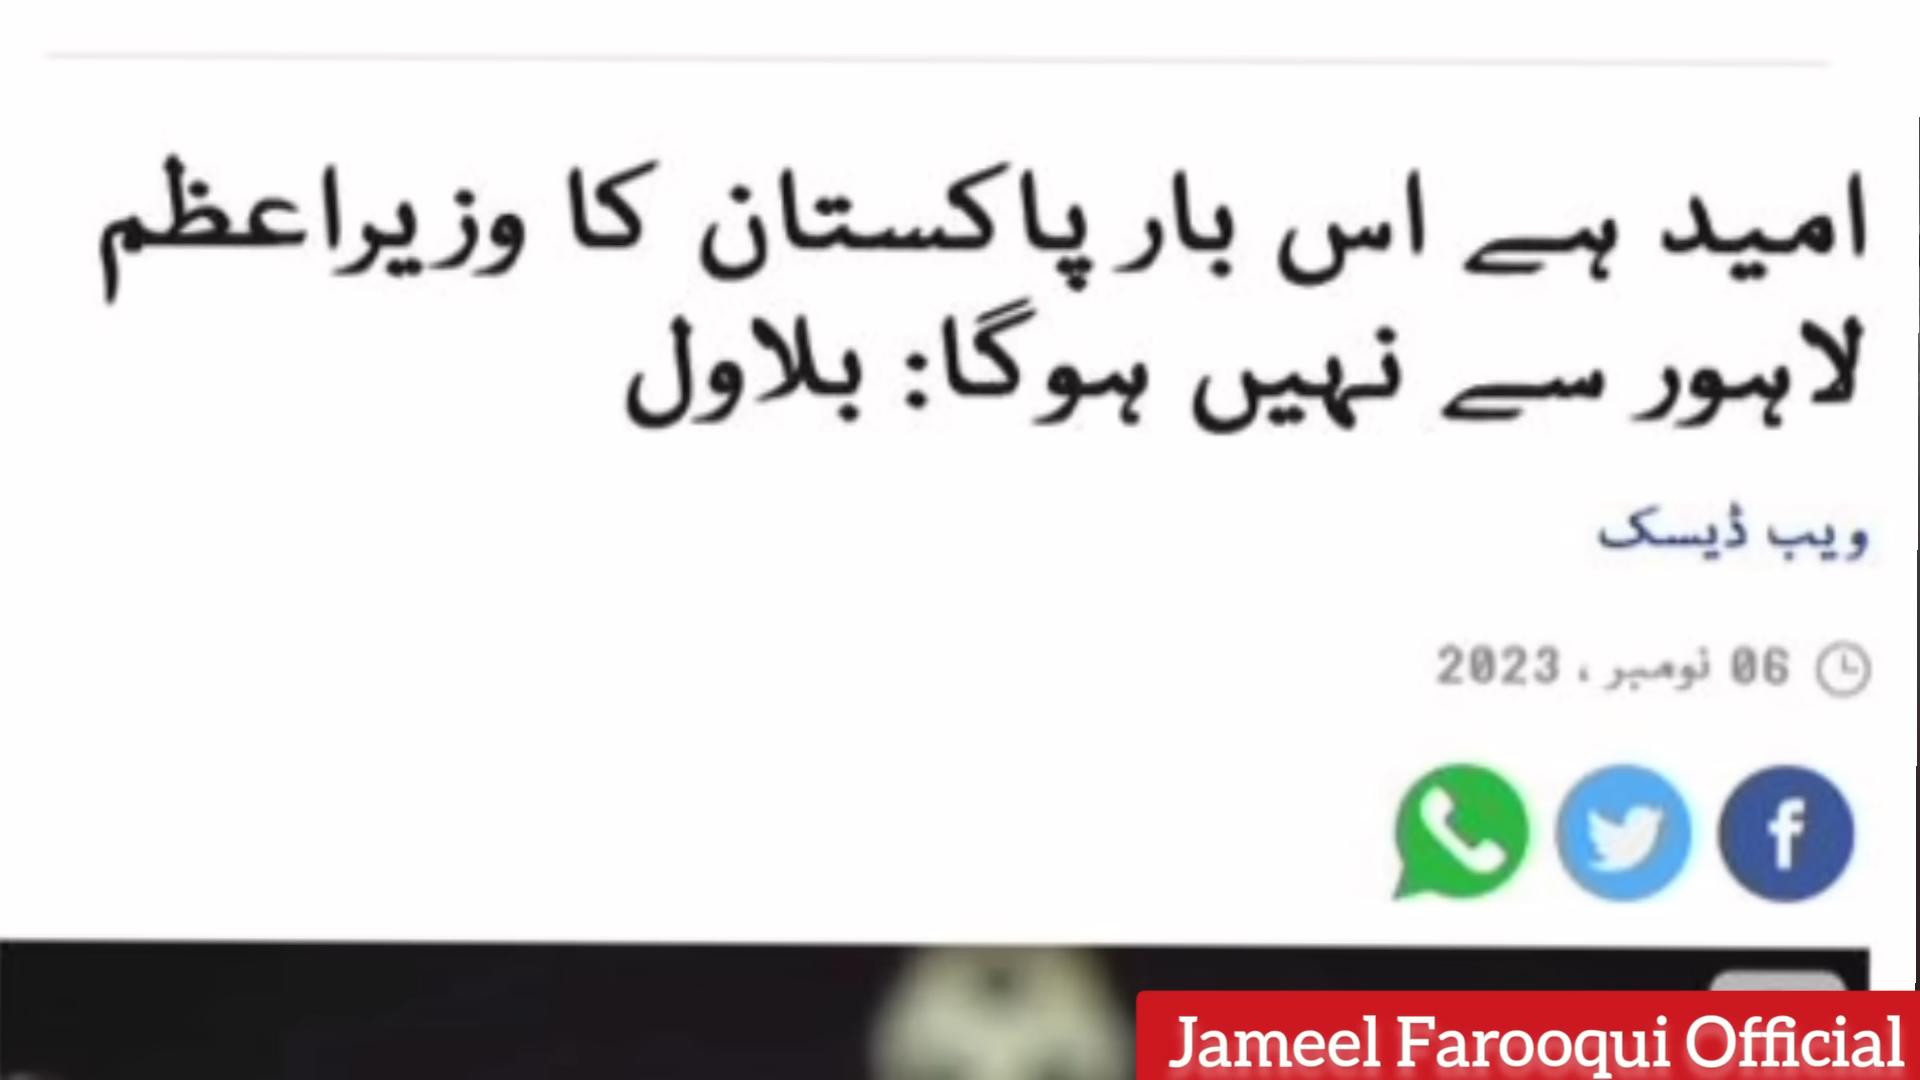 امید ہے اس بار پاکستان کا وزیراعظم
لاہور سے نہیں ہوگا: بلاول
ویب ڈیسک
06 نومبر ، 2023
Jameel Farooqui Official